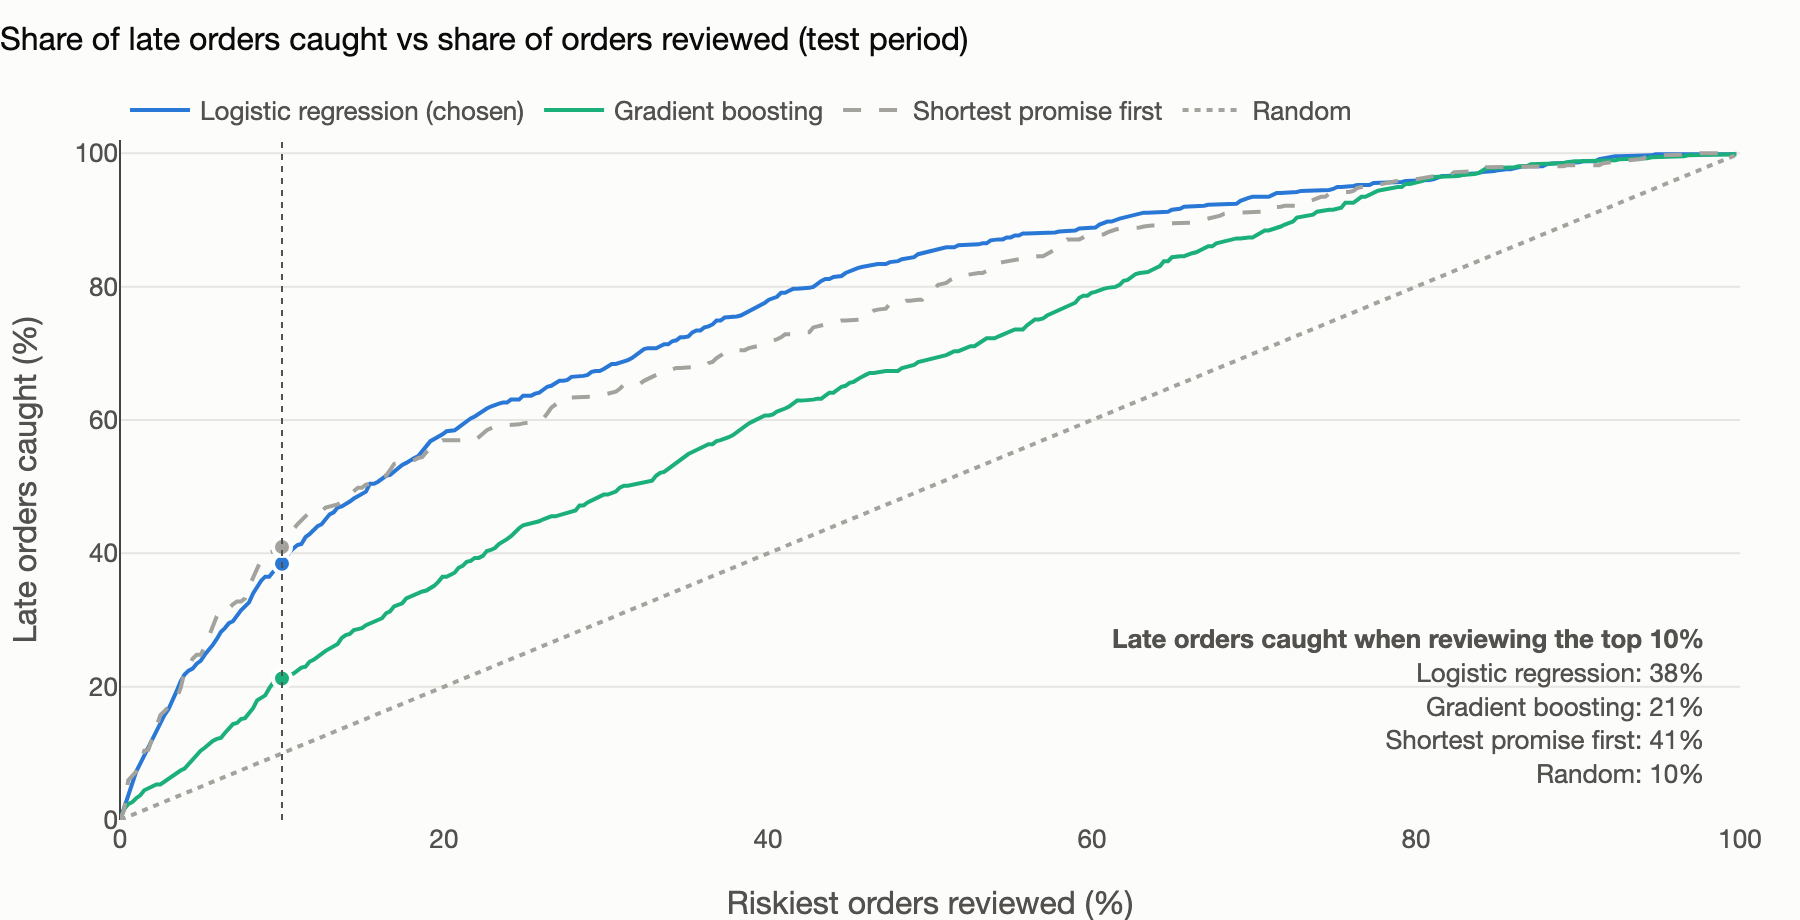 Share of late orders caught vs share of orders reviewed (test period)
Logistic regression (chosen) Gradient boosting Shortest promise first Random
100
80
60
40
20
0
Late orders caught (%)
Late orders caught when reviewing the top 10%
Logistic regression: 38%
Gradient boosting: 21%
Shortest promise first: 41%
Random: 10%
0 20 40 60 80 100
Riskiest orders reviewed (%)